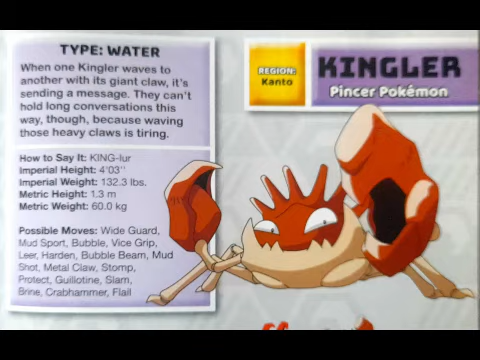 TYPE: WATER
When one Kingler waves to
another with its giant claw, it's
sending a message. They can't
hold long conversations this
way, though, because waving
those heavy claws is tiring.
How to Say It: KING-lur
Imperial Height: 4'03"
Imperial Weight: 132.3 lbs.
Metric Height: 1.3 m
Metric Weight: 60.0 kg
Possible Moves: Wide Guard,
Mud Sport, Bubble, Vice Grip,
Leer, Harden, Bubble Beam, Mud
Shot, Metal Claw, Stomp,
Protect, Guillotine, Slam,
Brine, Crabhammer, Flail
REGION:
Kanto
KINGLER
Pincer Pokémon